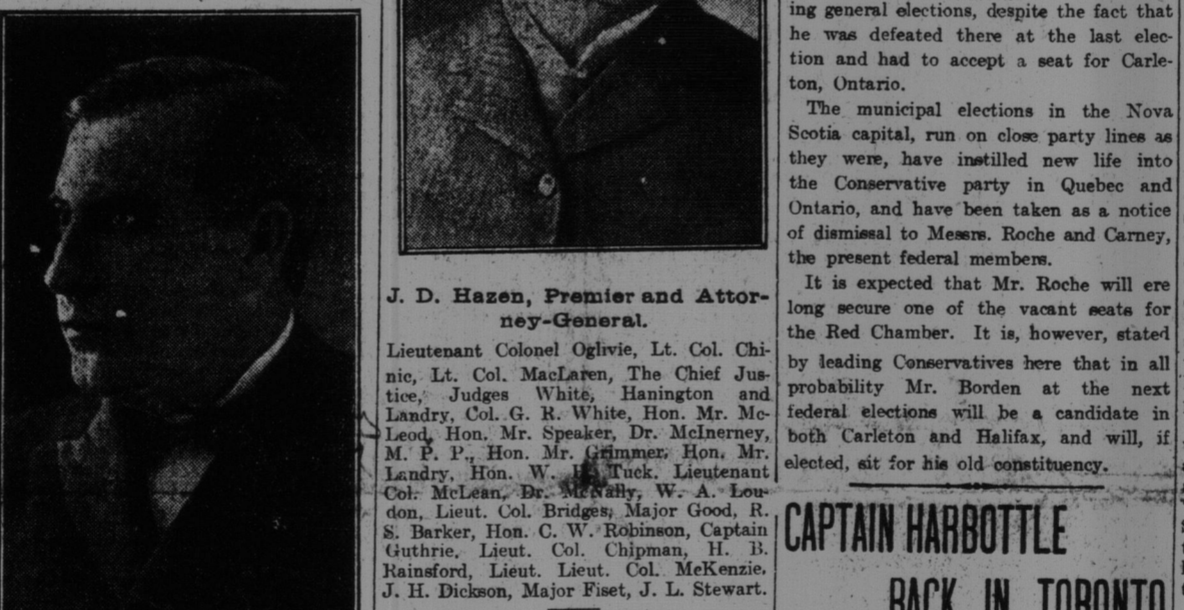 J. D. Hazen, Premier and Attor-
ney-General.
Lieutenant Colonel Oglivie, Lt. Col. Chi-
nic, Lt. Col. MacLaren, The Chief Jus-
tice, Judges White, Hanington and
Landry, Col. G. R. White, Hon. Mr. Mc-
Leod, Hon. Mr. Speaker, Dr. McInerney,
M. P. P., Hon. Mr. Grimmer, Hon. Mr.
Landry, Hon. W. Tuck. Lieutenant
Col. McLean, Dr. McNally, W. A. Lou-
don, Lieut. Col. Bridges, Major Good, R.
S. Barker, Hon. C. W. Robinson, Captain
Guthrie, Lieut. Col. Chipman, H. B.
Rainsford, Lieut. Lieut. Col. McKenzie,
J. H. Dickson, Major Fiset, J. L. Stewart.
ing general elections, despite the fact that
he was defeated there at the last elec-
tion and had to accept a seat for Carle-
ton, Ontario.
The municipal elections in the Nova
Scotia capital, run on close party lines as
they were, have instilled new life into
the Conservative party in Quebec and
Ontario, and have been taken as a notice
of dismissal to Messrs. Roche and Carney,
the present federal members.
It is expected that Mr. Roche will ere
long secure one of the vacant seats for
the Red Chamber. It is, however, stated
by leading Conservatives here that in all
probability Mr. Borden at the next
federal elections will be a candidate in
both Carleton and Halifax, and will, if
elected, sit for his old constituency.
CAPTAIN HARBOTTLE
BACK IN TORONTO